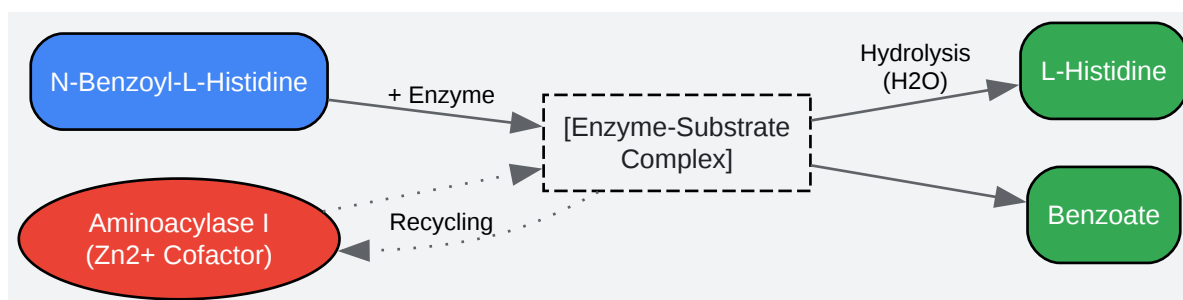 N-Benzoyl-L-Histidine
+ Enzyme
[Enzyme-Substrate
Complex]
Hydrolysis
(H2O)
L-Histidine
Benzoate
Aminoacylase I
(Zn2+ Cofactor)
Recycling